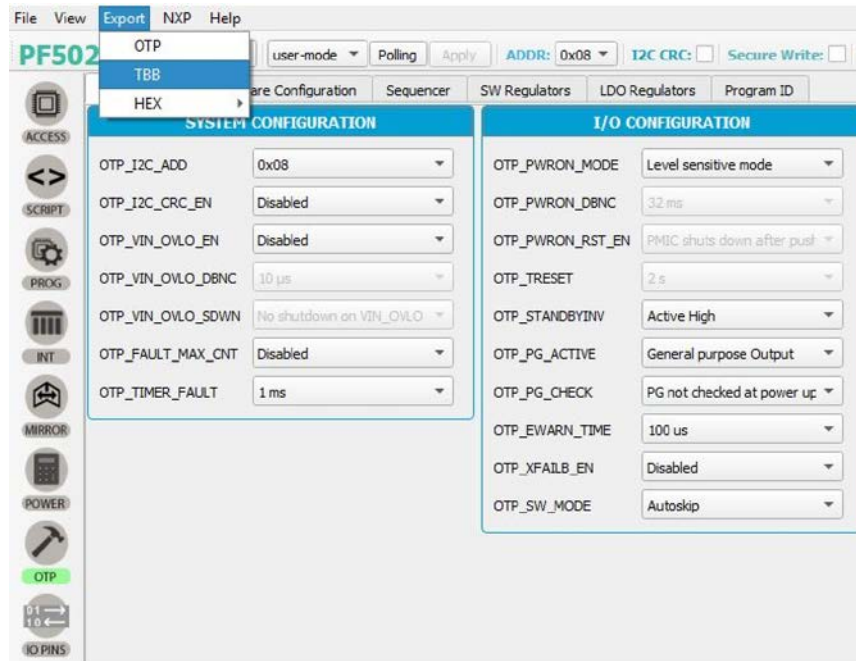 File View Export NXP Help
PF502 user-mode Polling Apply ADDR: 0x08 I2C CRC: Secure Write:
OTP
TBB
HEX
are Configuration Sequencer SW Regulators LDO Regulators Program ID
ACCESS
<>
SCRIPT
PROG
INT
MIRROR
POWER
OTP
01
10
IO PINS
SYSTEM CONFIGURATION
OTP_I2C_ADD 0x08
OTP_I2C_CRC_EN Disabled
OTP_VIN_OVLO_EN Disabled
OTP_VIN_OVLO_DBNC 10 µs
OTP_VIN_OVLO_SDWN No shutdown on VIN_OVLO
OTP_FAULT_MAX_CNT Disabled
OTP_TIMER_FAULT 1 ms
I/O CONFIGURATION
OTP_PWRON_MODE Level sensitive mode
OTP_PWRON_DBNC 32 ms
OTP_PWRON_RST_EN PMIC shuts down after push
OTP_TRESET 2 s
OTP_STANDBYINV Active High
OTP_PG_ACTIVE General purpose Output
OTP_PG_CHECK PG not checked at power up
OTP_EWARN_TIME 100 us
OTP_XFAILB_EN Disabled
OTP_SW_MODE Autoskip